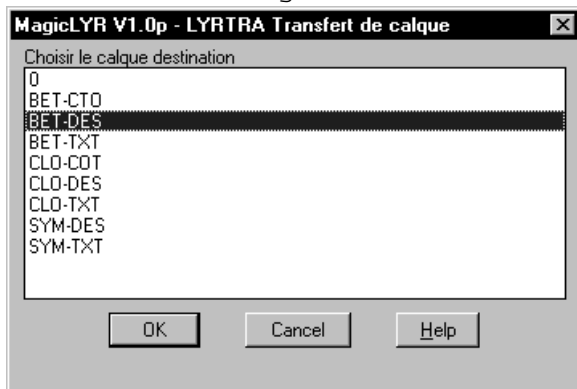 MagicLYR V1.0p - LYRTRA Transfert de calque
Choisir le calque destination
0
BET-CTO
BET-DES
BET-TXT
CLO-COT
CLO-DES
CLO-TXT
SYM-DES
SYM-TXT
OK Cancel Help